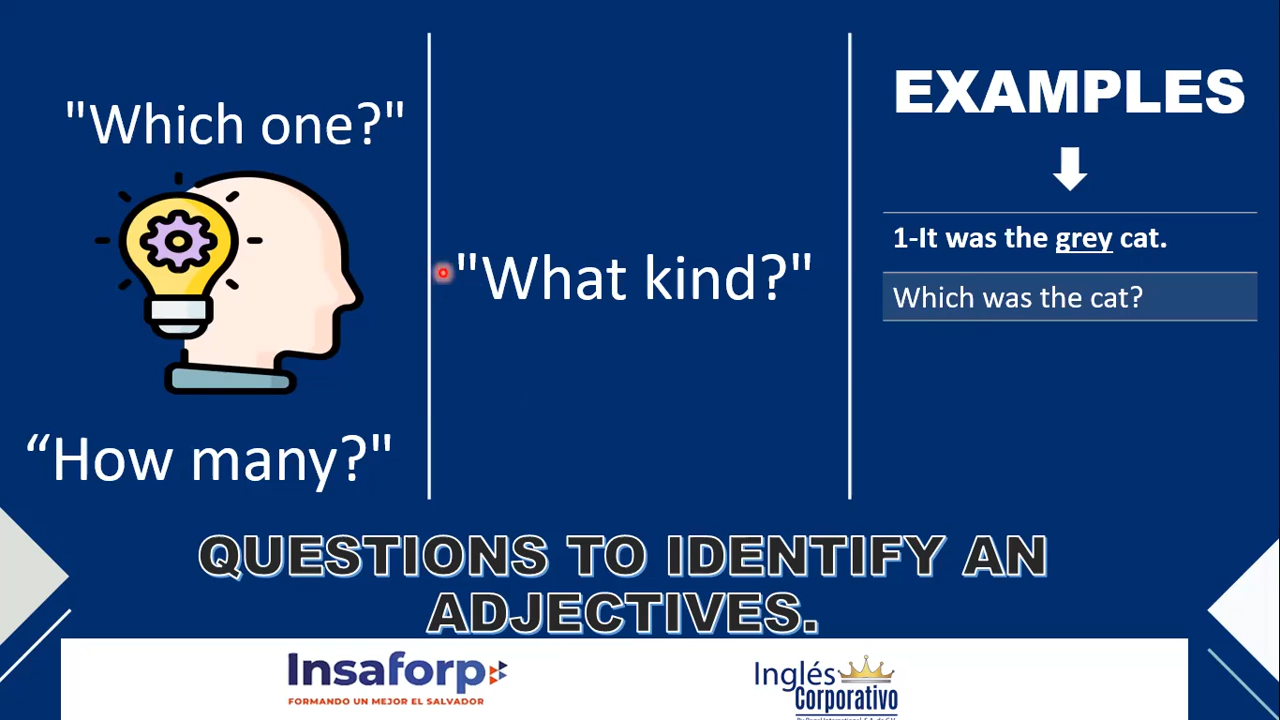 "Which one?"
“How many?"
"What kind?"
EXAMPLES
1-It was the grey cat.
Which was the cat?
QUESTIONS TO IDENTIFY AN
ADJECTIVES.
Insaforp
FORMANDO UN MEJOR EL SALVADOR
Inglés
Corporativo